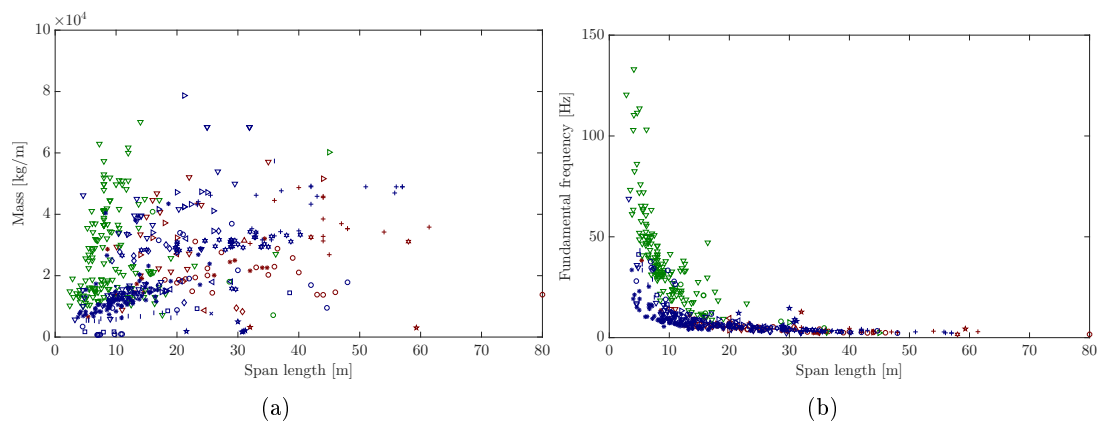 ×10⁴
10
8
6
4
2
0
0 10 20 30 40 50 60 70 80
Mass [kg/m]
Span length [m]
(a)
150
100
50
0
0 10 20 30 40 50 60 70 80
Fundamental frequency [Hz]
Span length [m]
(b)